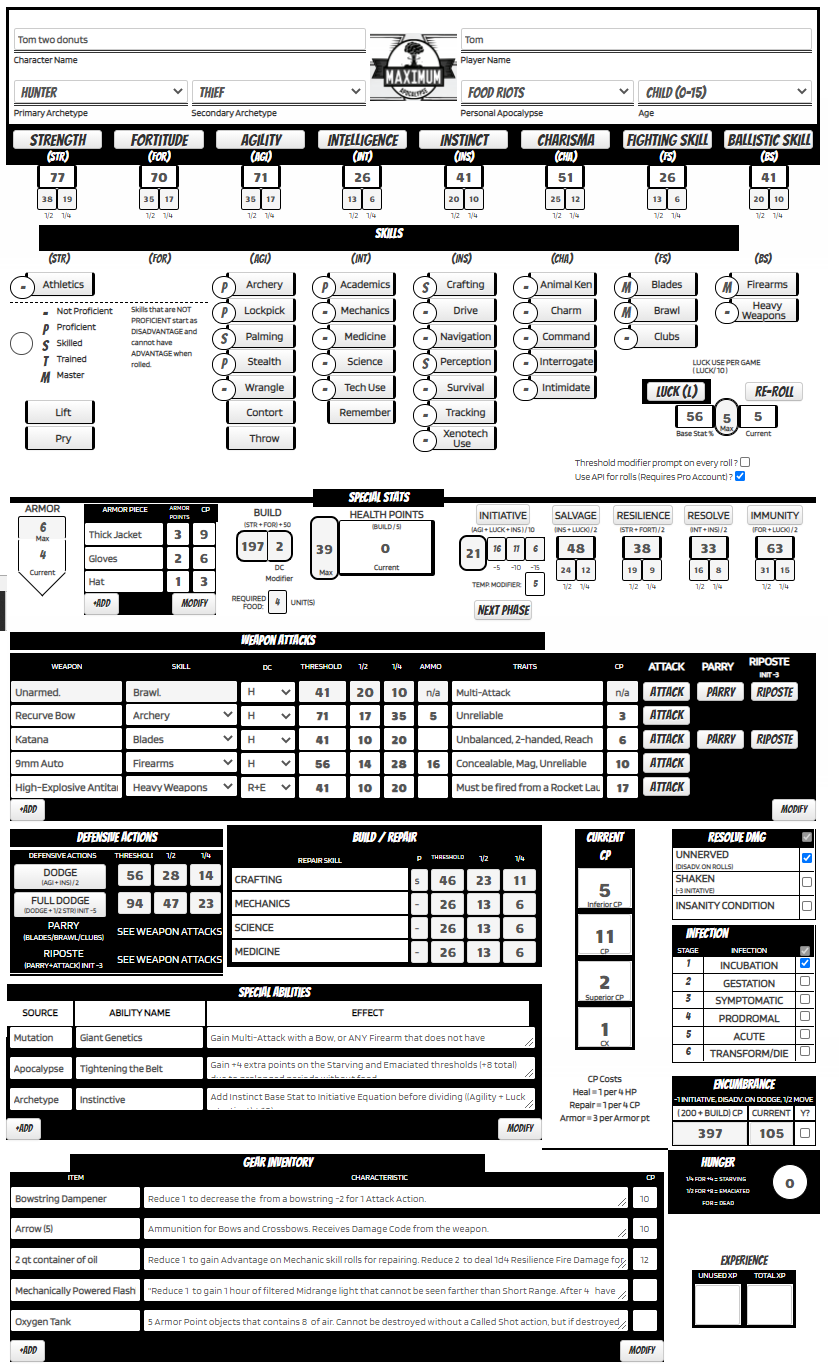 Tom two donuts
Character Name
Tom
Player Name
MAXIMUM
APOCALYPSE
HUNTER
Primary Archetype
THIEF
Secondary Archetype
FOOD RIOTS
Personal Apocalypse
CHILD (0-15)
Age
STRENGTH FORTITUDE AGILITY INTELLIGENCE INSTINCT CHARISMA FIGHTING SKILL BALLISTIC SKILL
(STR) (FOR) (AGI) (INT) (INS) (CHA) (FS) (BS)
77 70 71 26 41 51 26 41
38 19 35 17 35 17 13 6 20 10 25 12 13 6 20 10
1/2 1/4 1/2 1/4 1/2 1/4 1/2 1/4 1/2 1/4 1/2 1/4 1/2 1/4 1/2 1/4
SKILLS
(STR) (FOR) (AGI) (INT) (INS) (CHA) (FS) (BS)
- Athletics
- Not Proficient
P Proficient
S Skilled
T Trained
M Master
Lift
Pry
Skills that are NOT
PROFICIENT start as
DISADVANTAGE and
cannot have
ADVANTAGE when
rolled.
P Archery
P Lockpick
S Palming
P Stealth
- Wrangle
Contort
Throw
P Academics
- Mechanics
- Medicine
- Science
- Tech Use
Remember
S Crafting
- Drive
- Navigation
S Perception
- Survival
- Tracking
- Xenotech
Use
- Animal Ken
- Charm
- Command
- Interrogate
- Intimidate
M Blades
M Brawl
- Clubs
M Firearms
- Heavy
Weapons
LUCK USE PER GAME
(LUCK/10)
LUCK (L) RE-ROLL
56 5 5
Base Stat % Max Current
Threshold modifier prompt on every roll?
Use API for rolls (Requires Pro Account)?
SPECIAL STATS
ARMOR
6
Max
4
Current
ARMOR PIECE ARMOR POINTS CP
Thick Jacket 3 9
Gloves 2 6
Hat 1 3
+ADD MODIFY
BUILD
(STR + FOR) + 50
197 2
DC
Modifier
REQUIRED
FOOD: 4 UNIT(S)
HEALTH POINTS
(BUILD / 5)
39 0
Max Current
INITIATIVE
(AGI + LUCK + INS) / 10
21 16 11 6
-5 -10 -15
TEMP. MODIFIER: 5
NEXT PHASE
SALVAGE
(INS + LUCK) / 2
48
24 12
1/2 1/4
RESILIENCE
(STR + FORT) / 2
38
19 9
1/2 1/4
RESOLVE
(INT + INS) / 2
33
16 8
1/2 1/4
IMMUNITY
(FOR + LUCK) / 2
63
31 15
1/2 1/4
WEAPON ATTACKS
WEAPON SKILL DC THRESHOLD 1/2 1/4 AMMO TRAITS CP ATTACK PARRY RIPOSTE
INIT -3
Unarmed. Brawl. H 41 20 10 n/a Multi-Attack n/a ATTACK PARRY RIPOSTE
Recurve Bow Archery H 71 17 35 5 Unreliable 3 ATTACK
Katana Blades H 41 10 20 Unbalanced, 2-handed, Reach 6 ATTACK PARRY RIPOSTE
9mm Auto Firearms H 56 14 28 16 Concealable, Mag, Unreliable 10 ATTACK
High-Explosive Antita Heavy Weapons R+E 41 10 20 Must be fired from a Rocket Lau 17 ATTACK
+ADD MODIFY
DEFENSIVE ACTIONS
DEFENSIVE ACTIONS THRESHOLD 1/2 1/4
DODGE 56 28 14
(AGI + INS) / 2
FULL DODGE 94 47 23
(DODGE + 1/2 STR) INIT -5
PARRY SEE WEAPON ATTACKS
(BLADES/BRAWL/CLUBS)
RIPOSTE SEE WEAPON ATTACKS
(PARRY+ATTACK) INIT -3
BUILD / REPAIR
REPAIR SKILL P THRESHOLD 1/2 1/4
CRAFTING s 46 23 11
MECHANICS - 26 13 6
SCIENCE - 26 13 6
MEDICINE - 26 13 6
CURRENT
CP
5
Inferior CP
11
CP
2
Superior CP
1
CX
CP Costs
Heal = 1 per 4 HP
Repair = 1 per 4 CP
Armor = 3 per Armor pt
RESOLVE DMG
UNNERVED
(DISADV. ON ROLLS)
SHAKEN
(-3 INITATIVE)
INSANITY CONDITION
INFECTION
STAGE INFECTION
1 INCUBATION
2 GESTATION
3 SYMPTOMATIC
4 PRODROMAL
5 ACUTE
6 TRANSFORM/DIE
SPECIAL ABILITIES
SOURCE ABILITY NAME EFFECT
Mutation Giant Genetics Gain Multi-Attack with a Bow, or ANY Firearm that does not have
Apocalypse Tightening the Belt Gain +4 extra points on the Starving and Emaciated thresholds (+8 total)
due to prolonged periods without food
Archetype Instinctive Add Instinct Base Stat to Initiative Equation before dividing ((Agility + Luck
+ADD MODIFY
ENCUMBRANCE
-1 INITIATIVE, DISADV. ON DODGE, 1/2 MOVE
(200 + BUILD) CP CURRENT Y?
397 105
HUNGER
1/4 FOR +4 = STARVING
1/2 FOR +8 = EMACIATED
FOR = DEAD
0
GEAR INVENTORY
ITEM CHARACTERISTIC CP
Bowstring Dampener Reduce 1 to decrease the from a bowstring -2 for 1 Attack Action. 10
Arrow (5) Ammunition for Bows and Crossbows. Receives Damage Code from the weapon. 10
2 qt container of oil Reduce 1 to gain Advantage on Mechanic skill rolls for repairing. Reduce 2 to deal 1d4 Resilience Fire Damage for 12
Mechanically Powered Flash "Reduce 1 to gain 1 hour of filtered Midrange light that cannot be seen farther than Short Range. After 4 have
Oxygen Tank 5 Armor Point objects that contains 8 of air. Cannot be destroyed without a Called Shot action, but if destroyed
+ADD MODIFY
EXPERIENCE
UNUSED XP TOTAL XP